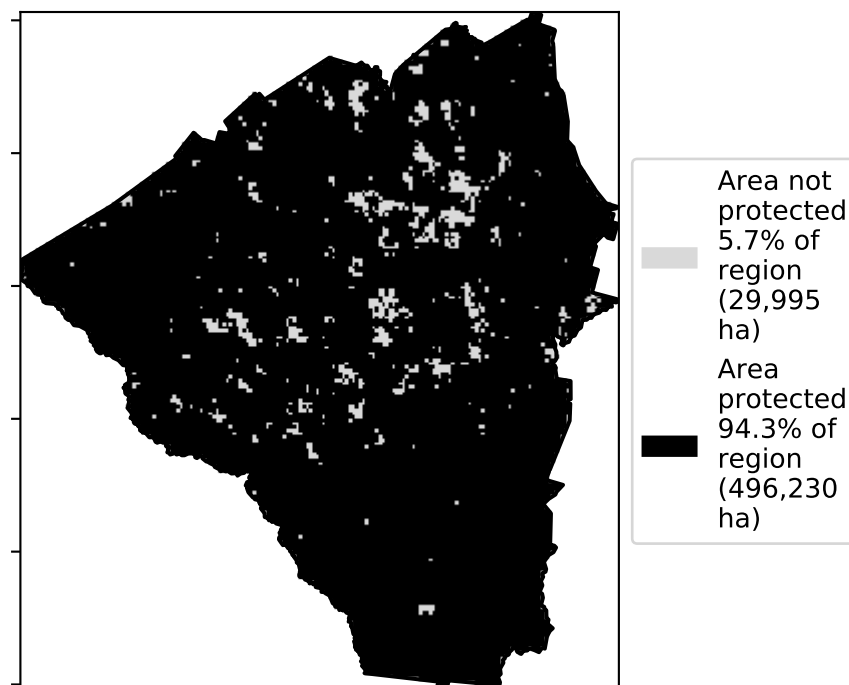 Area not
protected
5.7% of
region
(29,995
ha)
Area
protected
94.3% of
region
(496,230
ha)